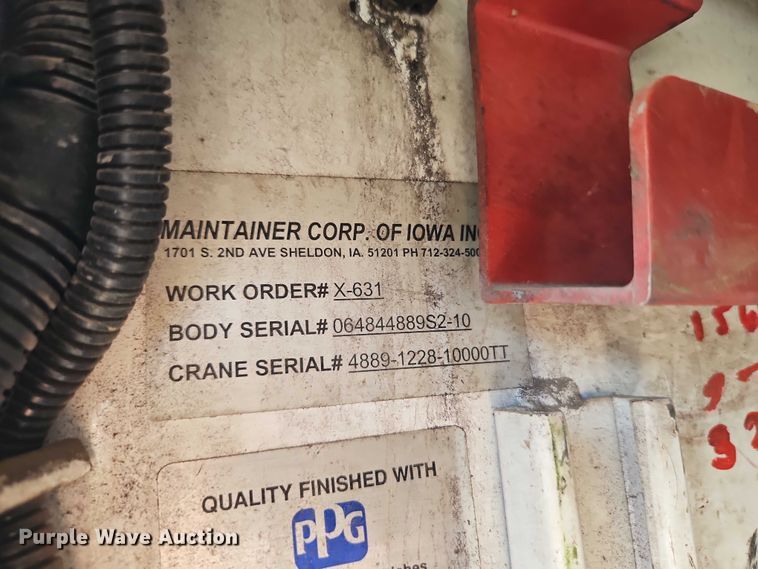 MAINTAINER CORP. OF IOWA IN
1701 S. 2ND AVE SHELDON, IA. 51201 PH 712-324-500
WORK ORDER# X-631
BODY SERIAL# 064844889S2-10
CRANE SERIAL# 4889-1228-10000TT
156
QUALITY FINISHED WITH
PPG
Purple Wave Auction